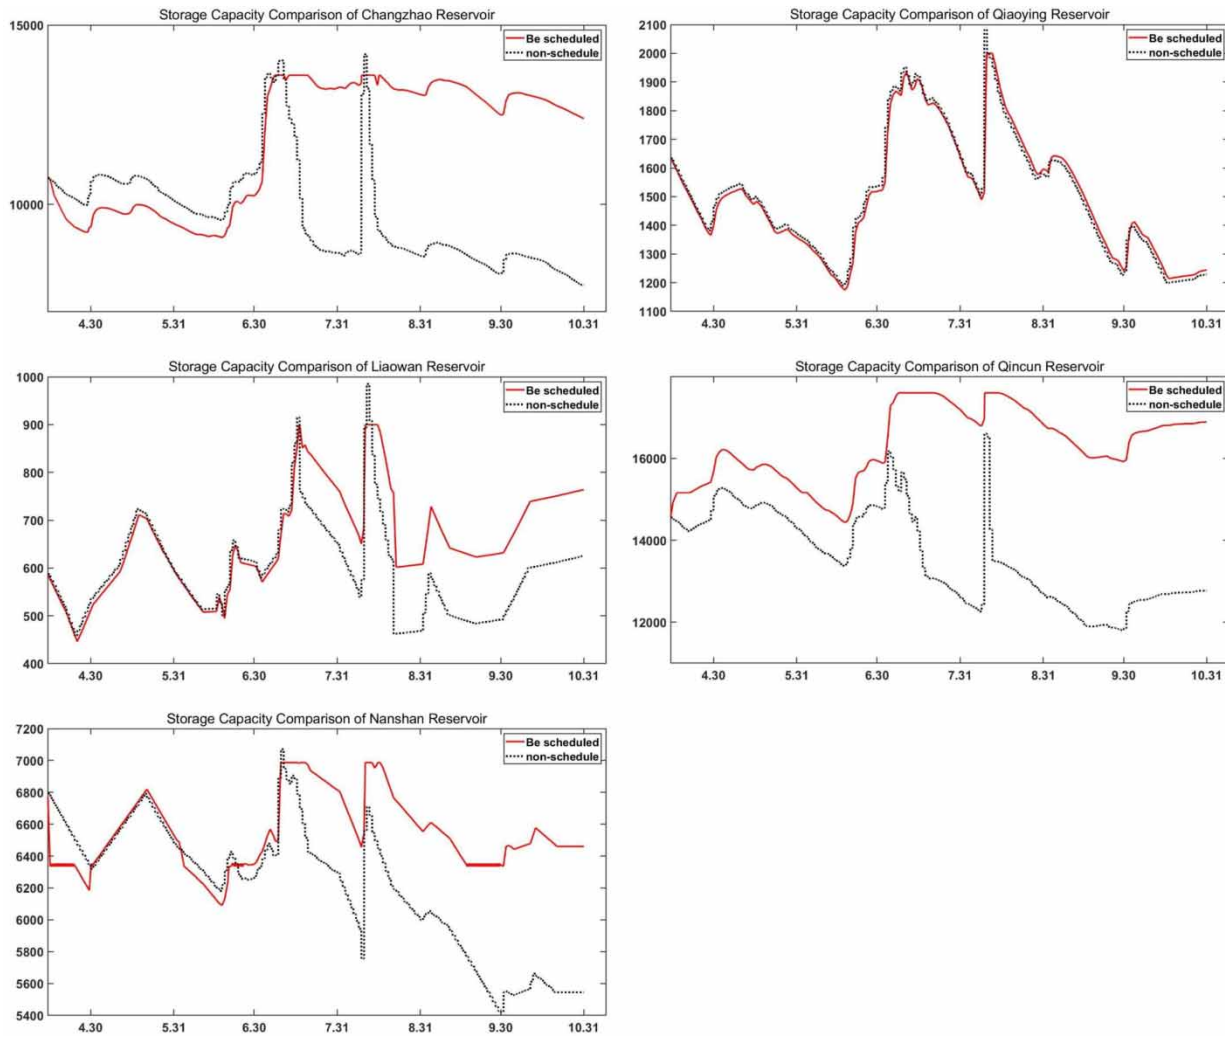 Storage Capacity Comparison of Changzhao Reservoir
15000
10000
Be scheduled
non-schedule
4.30 5.31 6.30 7.31 8.31 9.30 10.31
Storage Capacity Comparison of Qiaoying Reservoir
2100
2000
1900
1800
1700
1600
1500
1400
1300
1200
1100
Be scheduled
non-schedule
4.30 5.31 6.30 7.31 8.31 9.30 10.31
Storage Capacity Comparison of Liaowan Reservoir
1000
900
800
700
600
500
400
Be scheduled
non-schedule
4.30 5.31 6.30 7.31 8.31 9.30 10.31
Storage Capacity Comparison of Qincun Reservoir
16000
14000
12000
Be scheduled
non-schedule
4.30 5.31 6.30 7.31 8.31 9.30 10.31
Storage Capacity Comparison of Nanshan Reservoir
7200
7000
6800
6600
6400
6200
6000
5800
5600
5400
Be scheduled
non-schedule
4.30 5.31 6.30 7.31 8.31 9.30 10.31